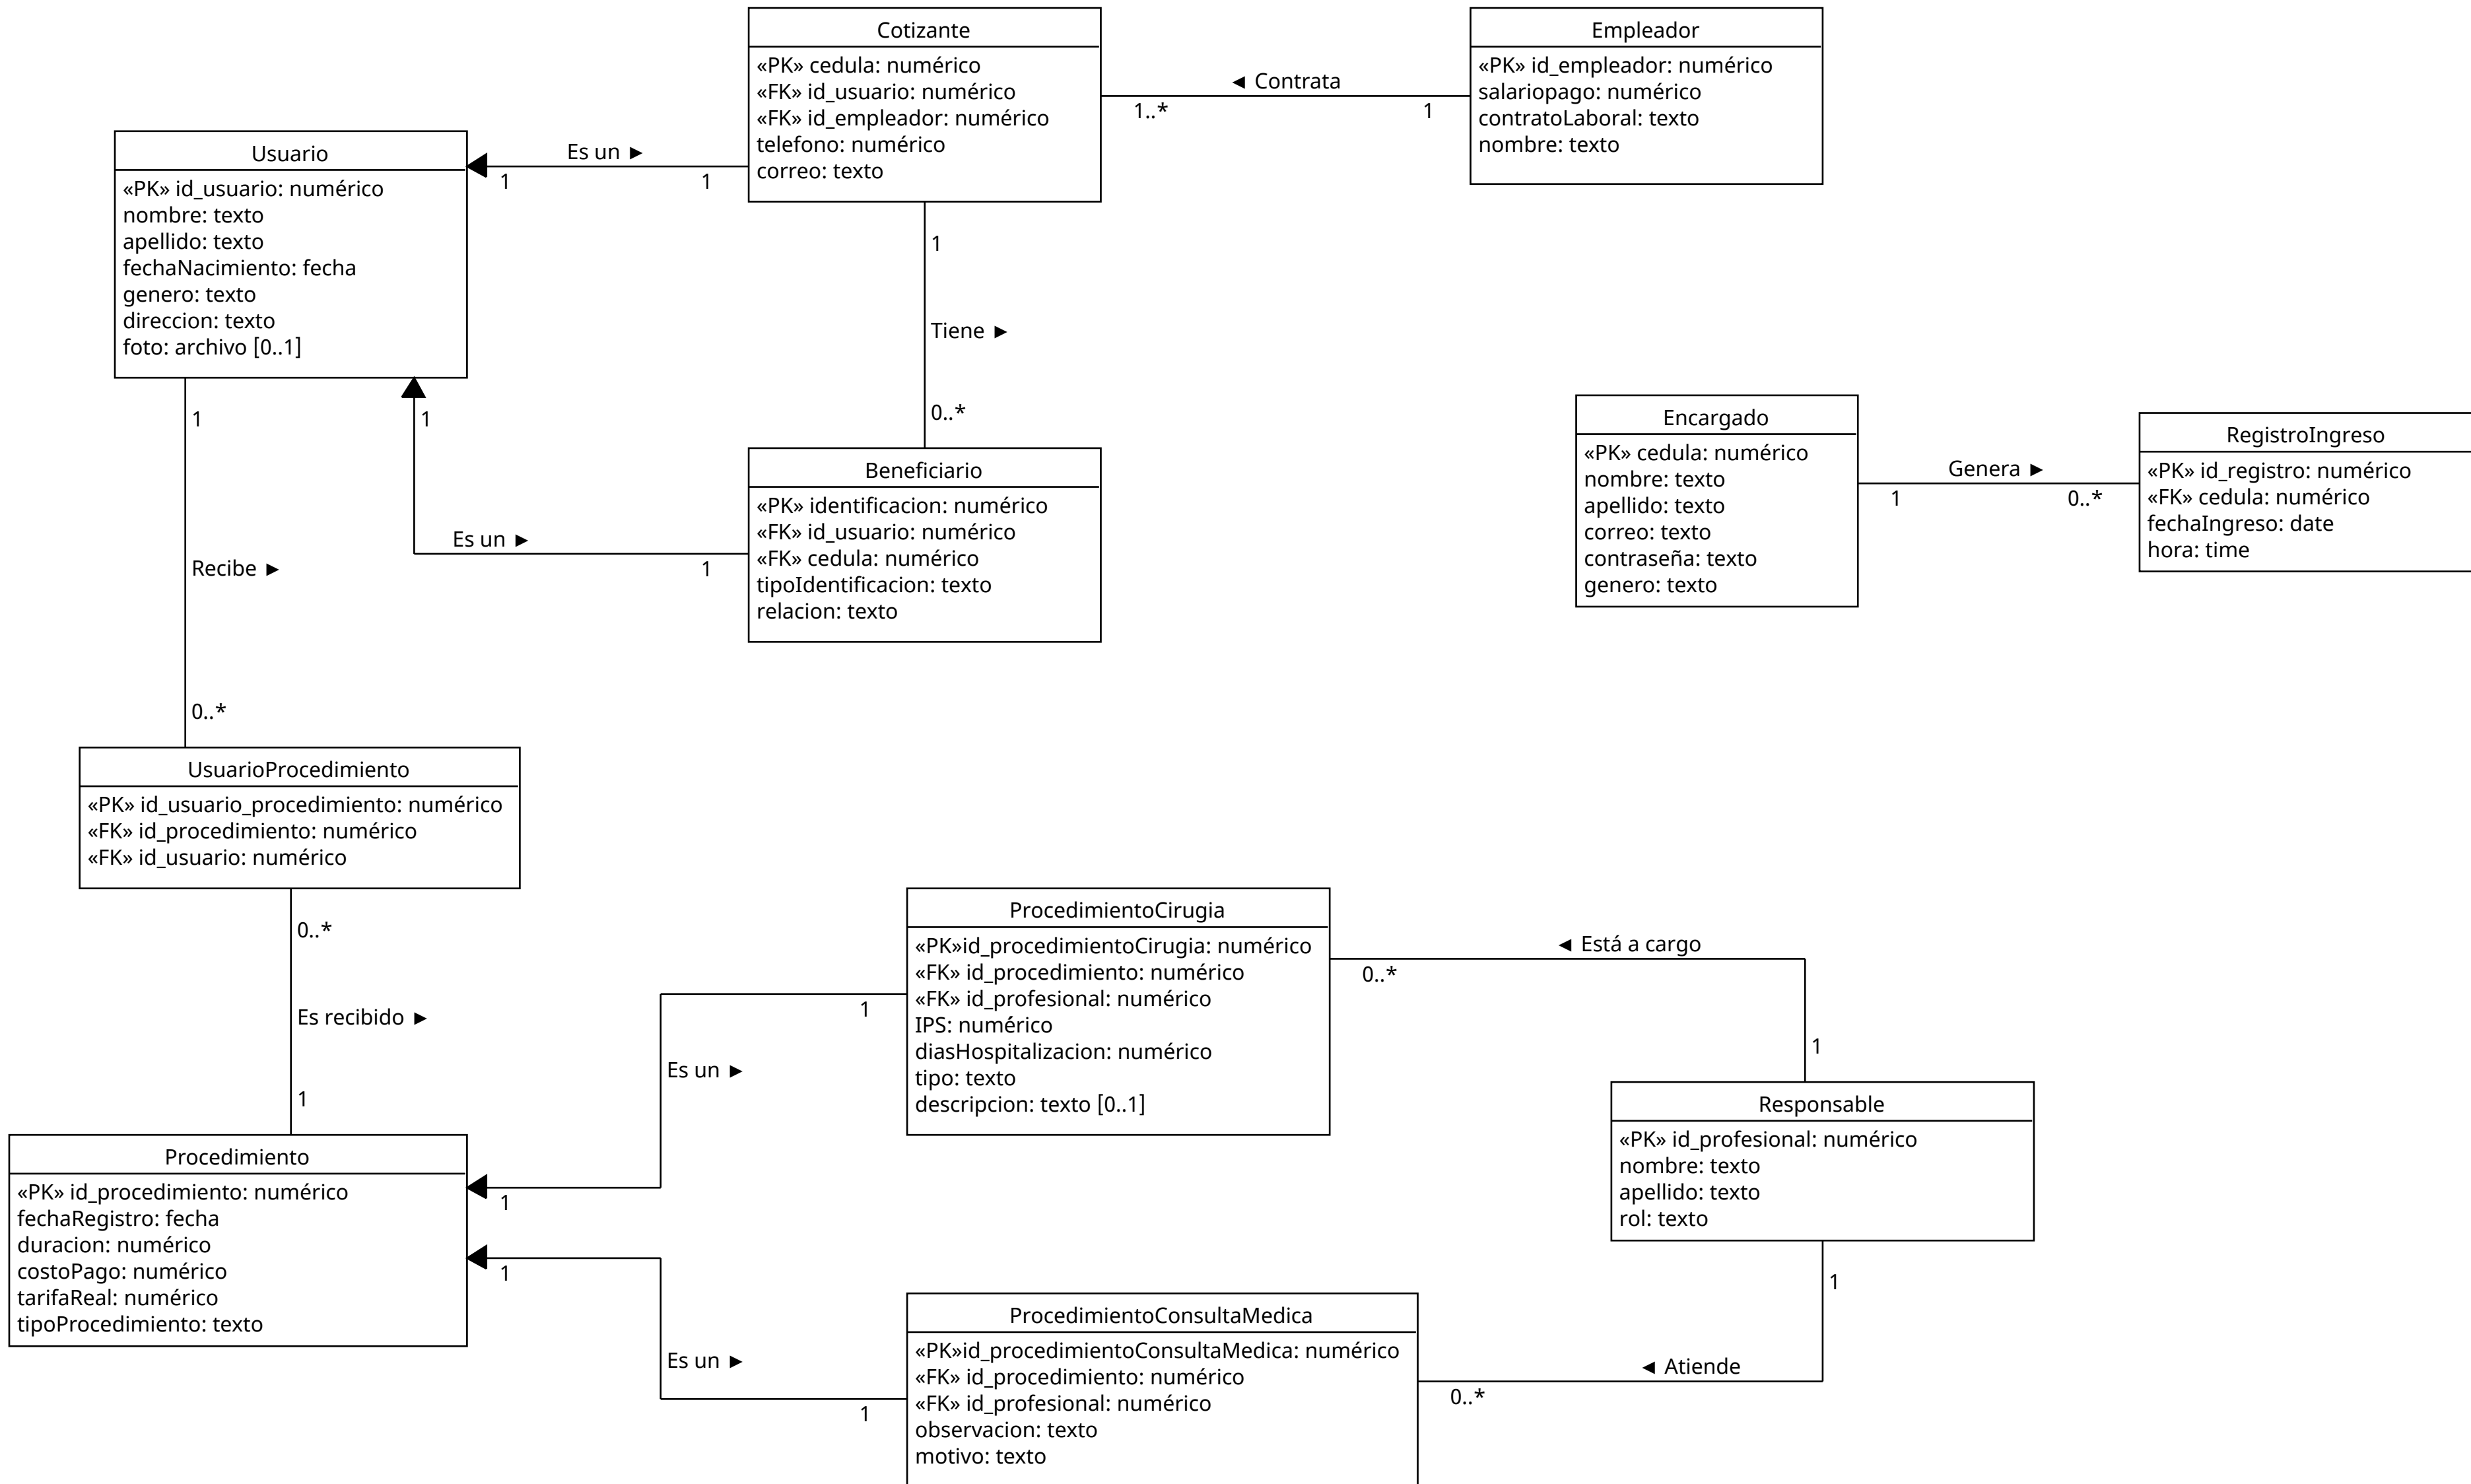 Cotizante
«PK» cedula: numérico
«FK» id_usuario: numérico
«FK» id_empleador: numérico
telefono: numérico
correo: texto
◄ Contrata
1..*
1
Empleador
«PK» id_empleador: numérico
salariopago: numérico
contratoLaboral: texto
nombre: texto
Usuario
«PK» id_usuario: numérico
nombre: texto
apellido: texto
fechaNacimiento: fecha
genero: texto
direccion: texto
foto: archivo [0..1]
Es un ►
1
1
1
Tiene ►
0..*
1
1
Es un ►
1
Beneficiario
«PK» identificacion: numérico
«FK» id_usuario: numérico
«FK» cedula: numérico
tipoIdentificacion: texto
relacion: texto
Encargado
«PK» cedula: numérico
nombre: texto
apellido: texto
correo: texto
contraseña: texto
genero: texto
Genera ►
1
0..*
RegistroIngreso
«PK» id_registro: numérico
«FK» cedula: numérico
fechaIngreso: date
hora: time
Recibe ►
0..*
UsuarioProcedimiento
«PK» id_usuario_procedimiento: numérico
«FK» id_procedimiento: numérico
«FK» id_usuario: numérico
0..*
Es recibido ►
1
Procedimiento
«PK» id_procedimiento: numérico
fechaRegistro: fecha
duracion: numérico
costoPago: numérico
tarifaReal: numérico
tipoProcedimiento: texto
1
Es un ►
1
1
Es un ►
1
ProcedimientoCirugia
«PK»id_procedimientoCirugia: numérico
«FK» id_procedimiento: numérico
«FK» id_profesional: numérico
IPS: numérico
diasHospitalizacion: numérico
tipo: texto
descripcion: texto [0..1]
◄ Está a cargo
0..*
1
Responsable
«PK» id_profesional: numérico
nombre: texto
apellido: texto
rol: texto
1
◄ Atiende
0..*
ProcedimientoConsultaMedica
«PK»id_procedimientoConsultaMedica: numérico
«FK» id_procedimiento: numérico
«FK» id_profesional: numérico
observacion: texto
motivo: texto